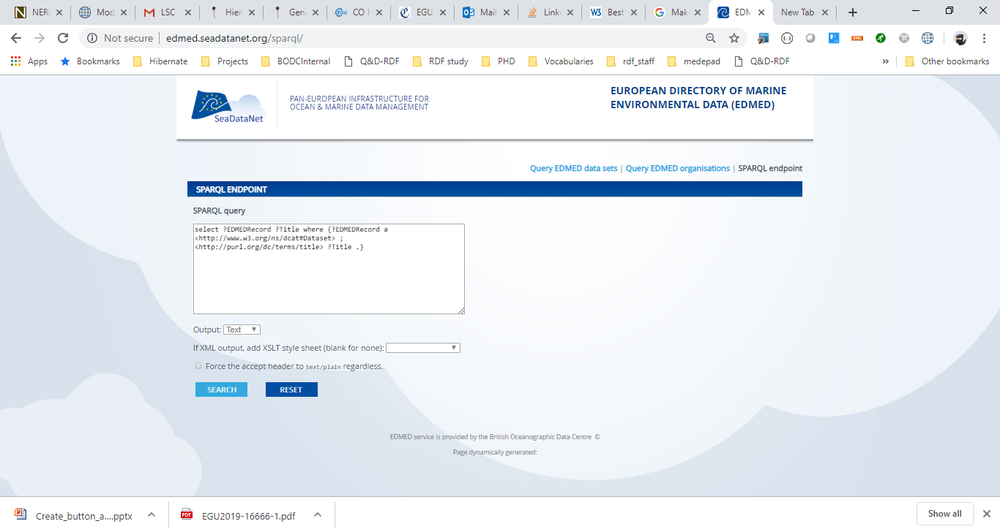 NER
Mod
LSC
Hier
Gen
CO
EGU
Mail
Link
W3 Best
G Mak
EDM
New Tab
Not secure | edmed.seadatanet.org/sparql/
Apps Bookmarks Hibernate Projects BODCInternal Q&D-RDF RDF study PHD Vocabularies rdf_staff medepad Q&D-RDF » Other bookmarks
SeaDataNet
PAN-EUROPEAN INFRASTRUCTURE FOR
OCEAN & MARINE DATA MANAGEMENT
EUROPEAN DIRECTORY OF MARINE
ENVIRONMENTAL DATA (EDMED)
Query EDMED data sets | Query EDMED organisations | SPARQL endpoint
SPARQL ENDPOINT
SPARQL query
select ?EDMEDRecord ?Title where {?EDMEDRecord a
<http://www.w3.org/ns/dcat#Dataset> ;
<http://purl.org/dc/terms/title> ?Title .}
Output: Text
If XML output, add XSLT style sheet (blank for none):
Force the accept header to text/plain regardless.
SEARCH RESET
EDMED service is provided by the British Oceanographic Data Centre ©
Page dynamically generated:
Create_button_a....pptx
PDF EGU2019-16666-1.pdf
Show all